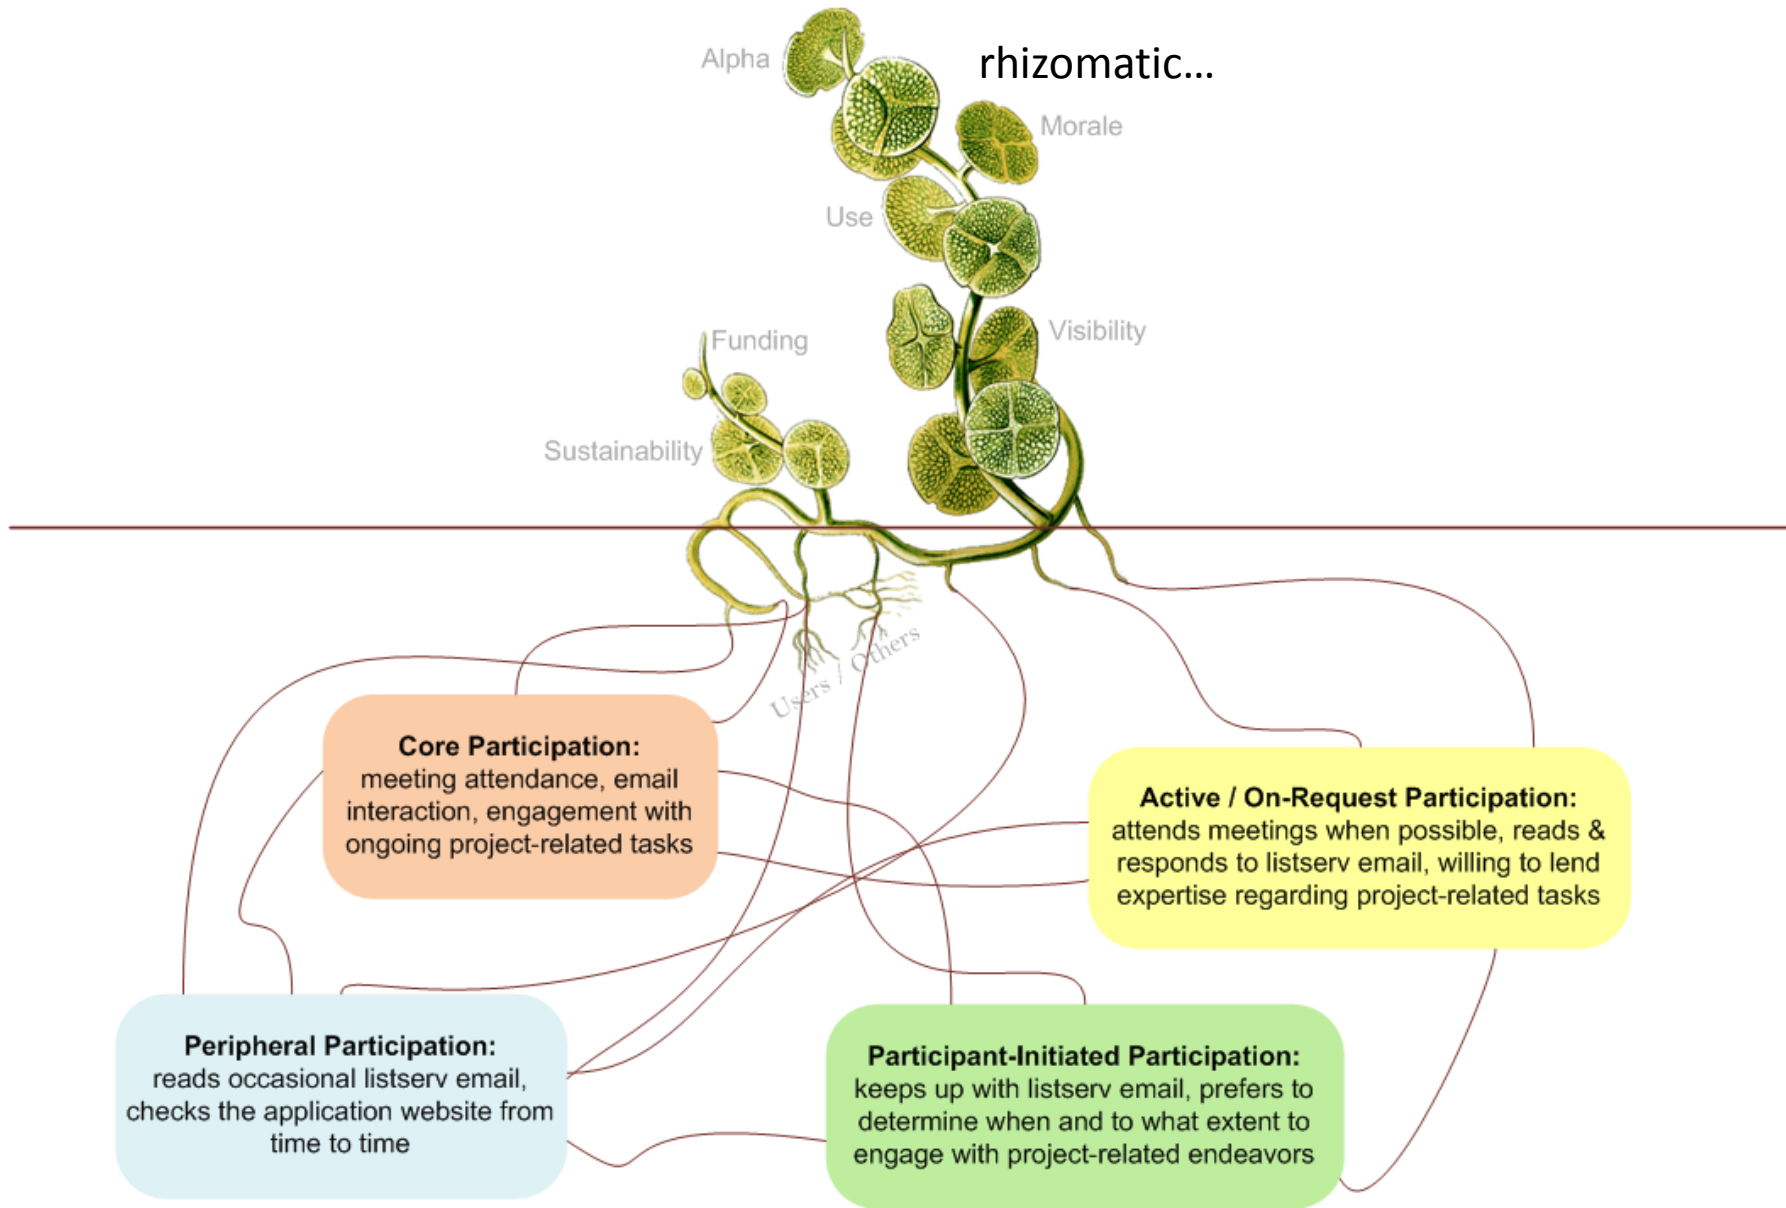 Alpha
rhizomatic...
Morale
Use
Visibility
Funding
Sustainability
Users / Others
Core Participation:
meeting attendance, email
interaction, engagement with
ongoing project-related tasks
Active / On-Request Participation:
attends meetings when possible, reads &
responds to listserv email, willing to lend
expertise regarding project-related tasks
Peripheral Participation:
reads occasional listserv email,
checks the application website from
time to time
Participant-Initiated Participation:
keeps up with listserv email, prefers to
determine when and to what extent to
engage with project-related endeavors